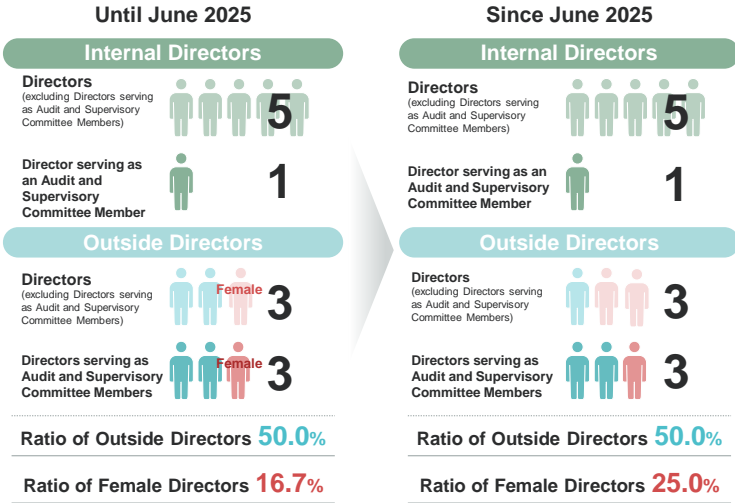 Until June 2025
Internal Directors
Directors
(excluding Directors serving
as Audit and Supervisory
Committee Members)
5
Director serving as
an Audit and
Supervisory
Committee Member
1
Outside Directors
Directors
(excluding Directors serving
as Audit and Supervisory
Committee Members)
Female
3
Directors serving as
Audit and Supervisory
Committee Members
Female
3
Ratio of Outside Directors 50.0%
Ratio of Female Directors 16.7%
Since June 2025
Internal Directors
Directors
(excluding Directors serving
as Audit and Supervisory
Committee Members)
5
Director serving as an
Audit and Supervisory
Committee Member
1
Outside Directors
Directors
(excluding Directors serving
as Audit and Supervisory
Committee Members)
3
Directors serving as
Audit and Supervisory
Committee Members
3
Ratio of Outside Directors 50.0%
Ratio of Female Directors 25.0%